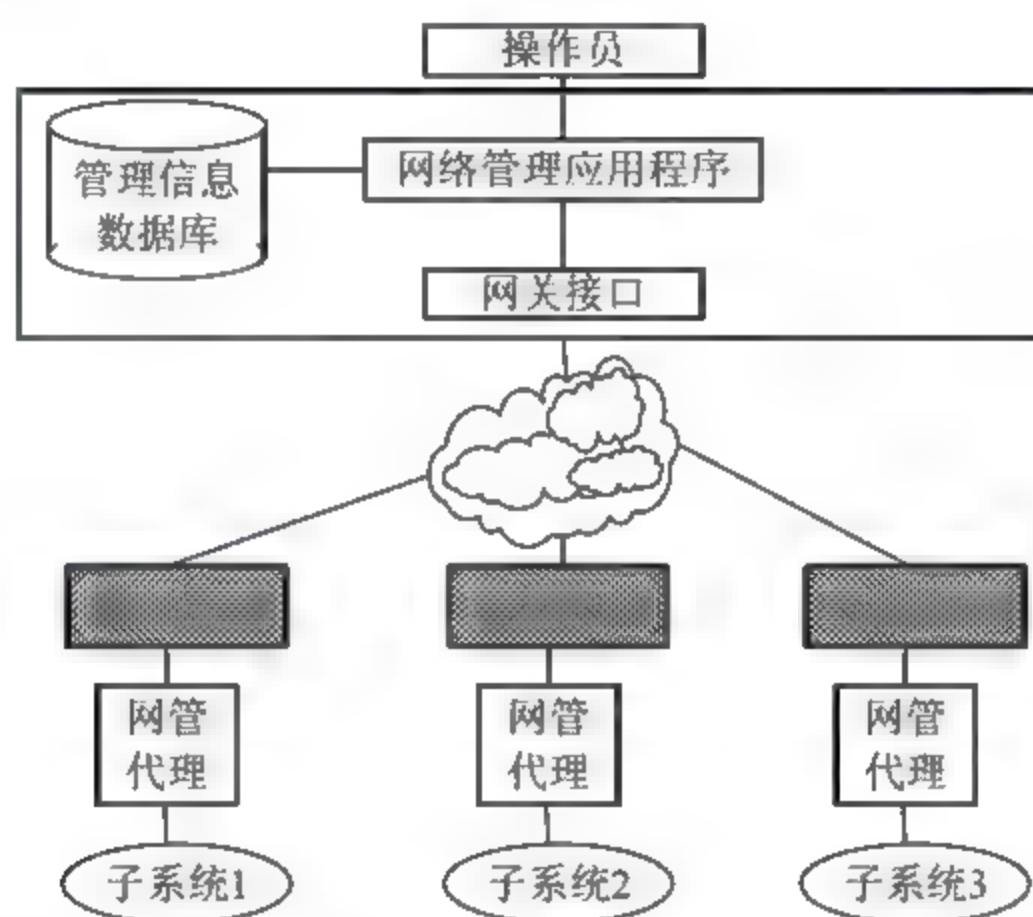 操作员
管理信息
数据库
网络管理应用程序
网关接口
网管
代理
网管
代理
网管
代理
子系统1
子系统2
子系统3